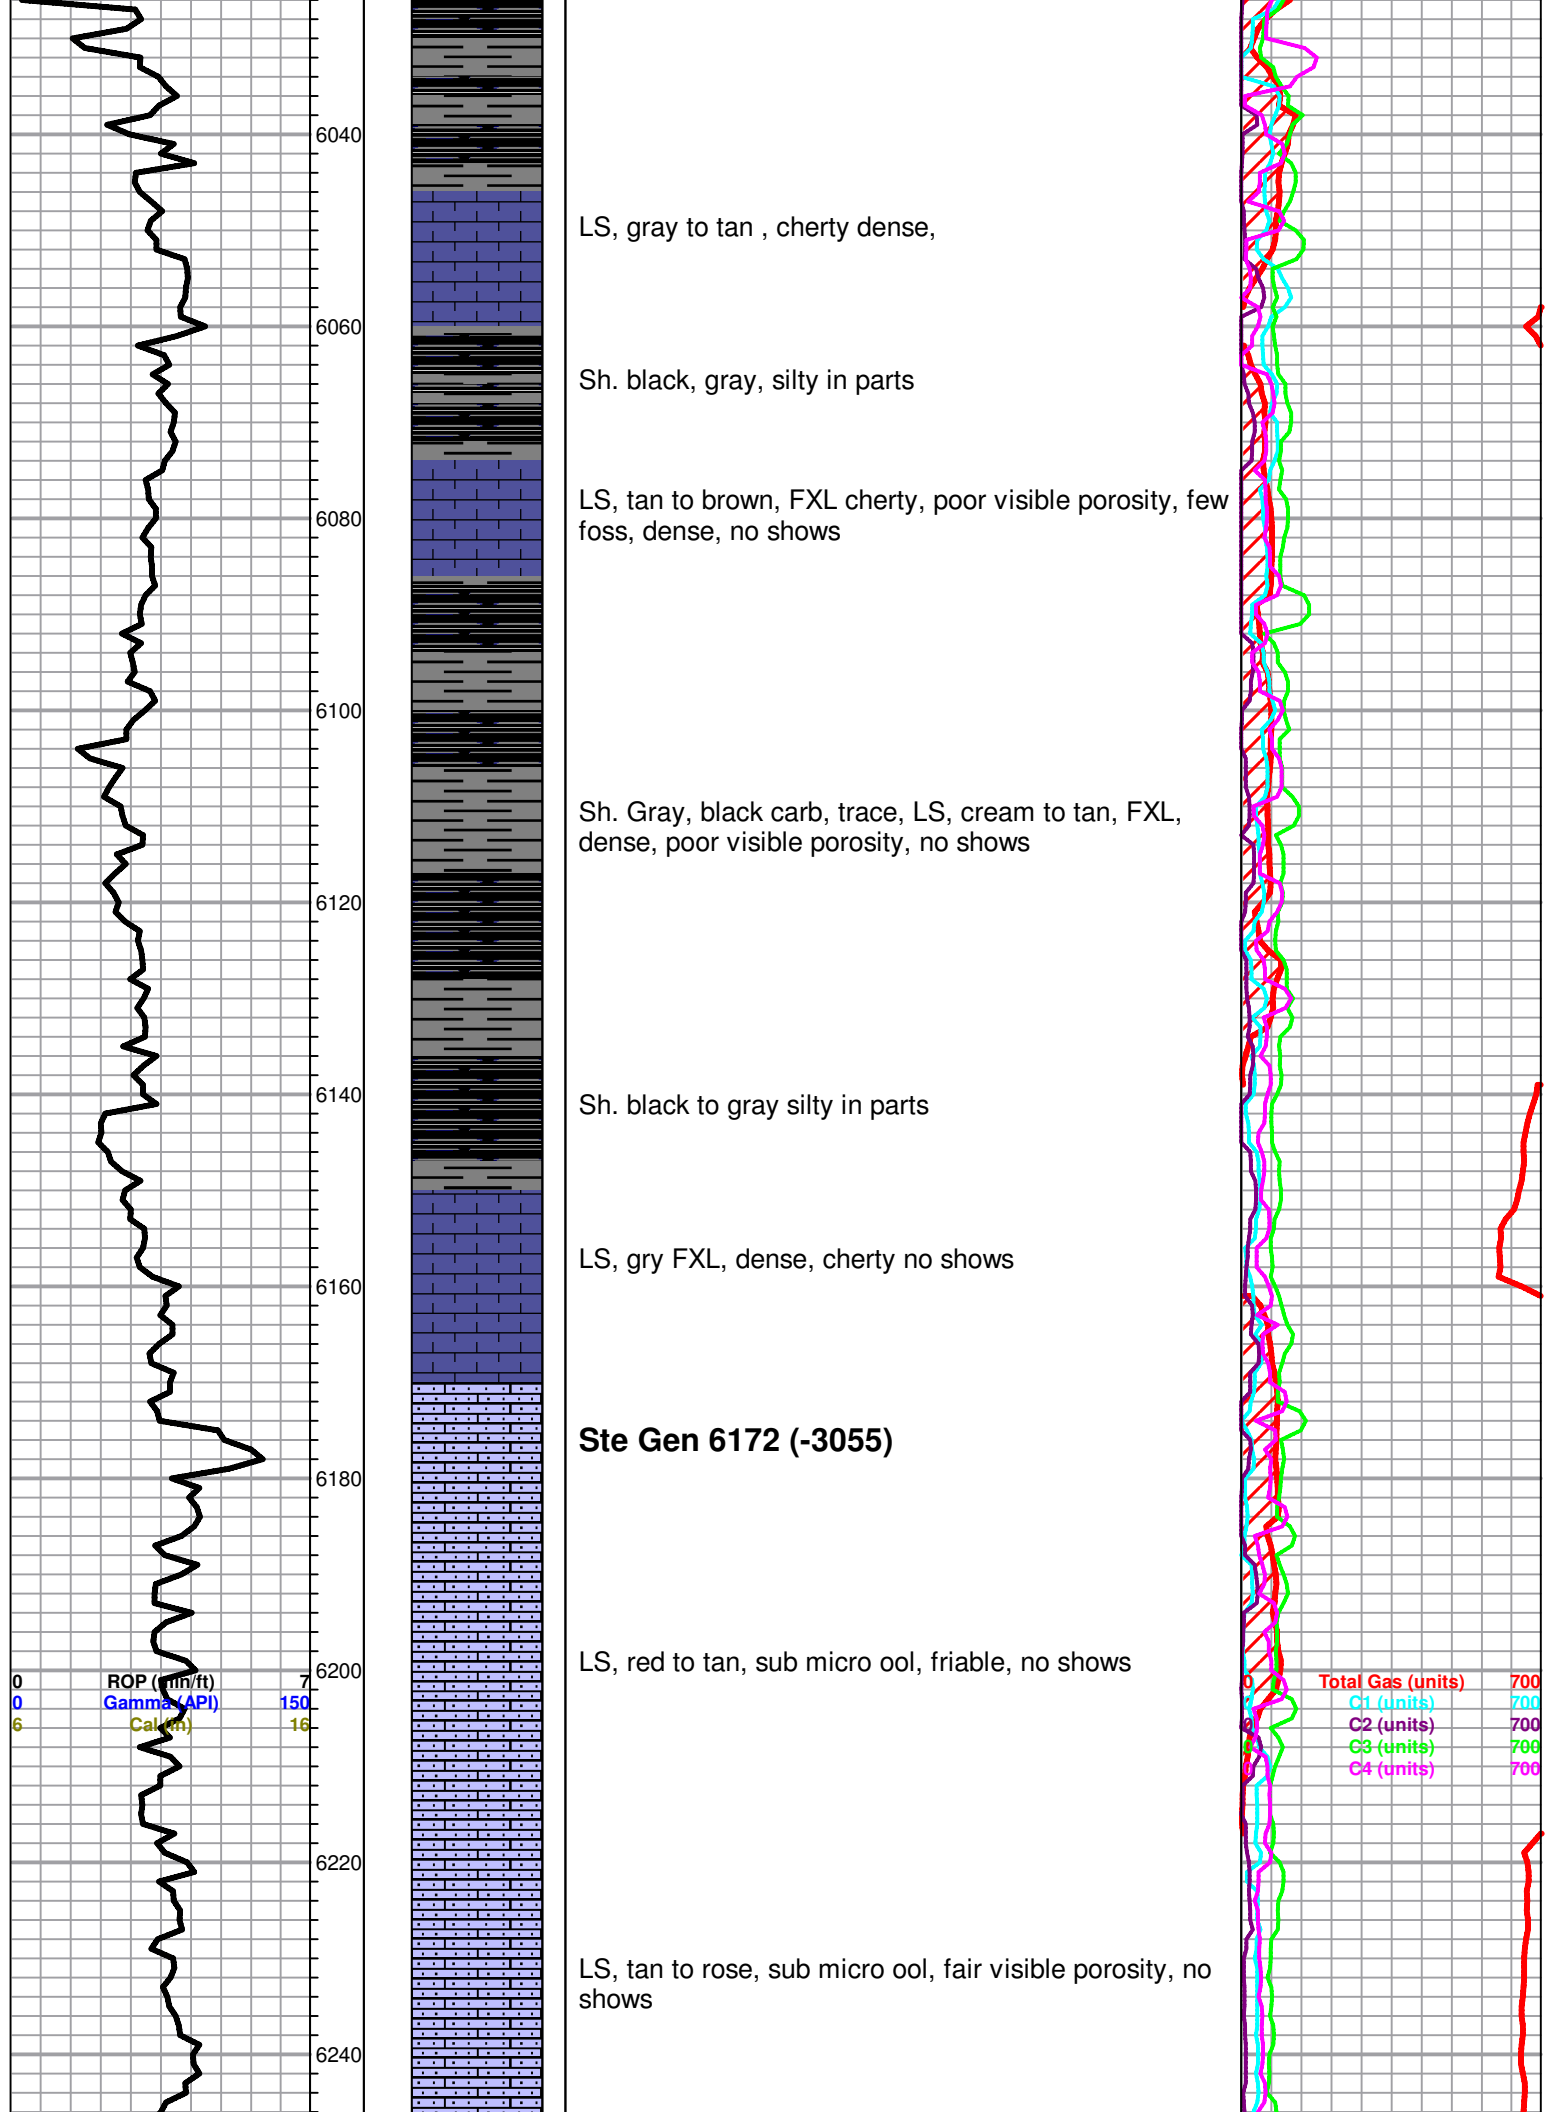 6040
LS, gray to tan , cherty dense,
6060
Sh. black, gray, silty in parts
6080
LS, tan to brown, FXL cherty, poor visible porosity, few
foss, dense, no shows
6100
Sh. Gray, black carb, trace, LS, cream to tan, FXL,
dense, poor visible porosity, no shows
6120
6140
Sh. black to gray silty in parts
LS, gry FXL, dense, cherty no shows
6160
Ste Gen 6172 (-3055)
6180
LS, red to tan, sub micro ool, friable, no shows
6200
0 ROP (min/ft) 7
0 Gamma (API) 150
6 Cal (in) 16
0 Total Gas (units) 700
C1 (units) 700
C2 (units) 700
C3 (units) 700
C4 (units) 700
6220
LS, tan to rose, sub micro ool, fair visible porosity, no
shows
6240